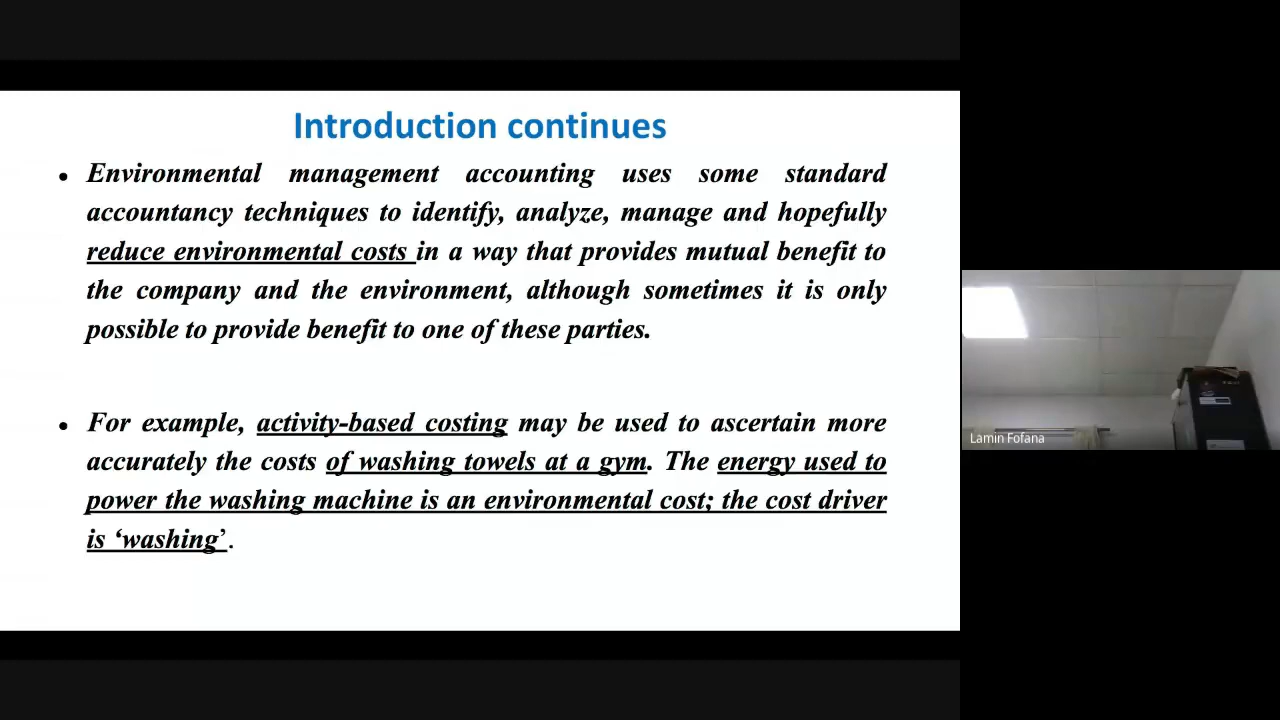 Introduction continues
• Environmental management accounting uses some standard
accountancy techniques to identify, analyze, manage and hopefully
reduce environmental costs in a way that provides mutual benefit to
the company and the environment, although sometimes it is only
possible to provide benefit to one of these parties.
• For example, activity-based costing may be used to ascertain more
accurately the costs of washing towels at a gym. The energy used to
power the washing machine is an environmental cost; the cost driver
is ‘washing’.
Lamin Fofana